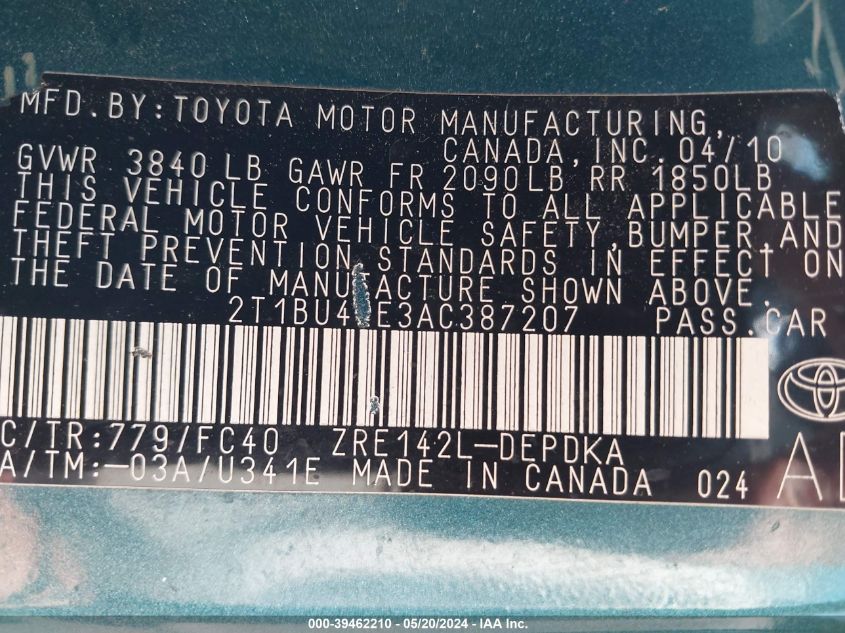 MFD.BY:TOYOTA MOTOR MANUFACTURING,
CANADA,INC.04/10
GVWR 3840 LB GAWR FR 2090LB RR 1850LB
THIS VEHICLE CONFORMS TO ALL APPLICABLE
FEDERAL MOTOR VEHICLE SAFETY,BUMPER,AND
THEFT PREVENTION STANDARDS IN EFFECT ON
THE DATE OF MANUFACTURE SHOWN ABOVE.
PASS.CAR
C/TR:779/FC40 ZRE142L-DEPDKA
A/TM:-03A/U341E MADE IN CANADA 024
000-39462210 - 05/20/2024 - IAA Inc.